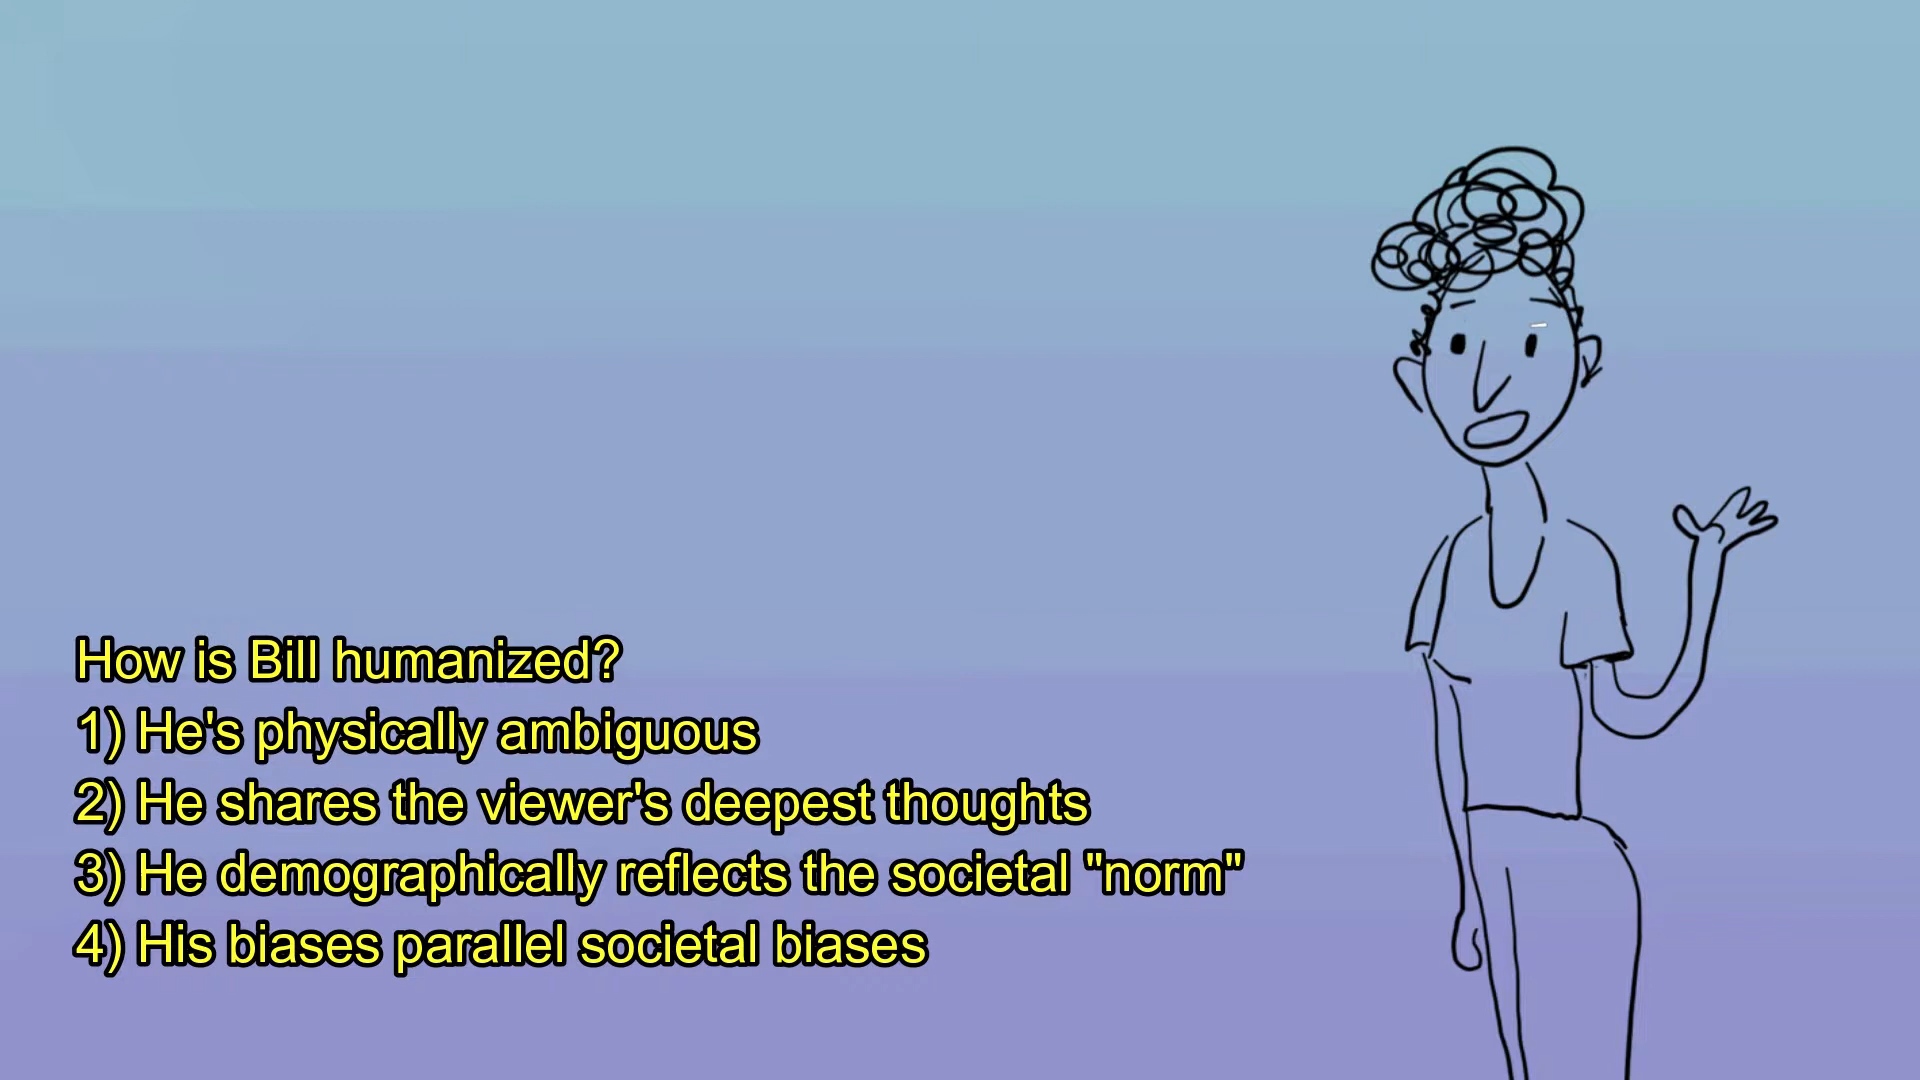 How is Bill humanized?
1) He's physically ambiguous
2) He shares the viewer's deepest thoughts
3) He demographically reflects the societal "norm"
4) His biases parallel societal biases